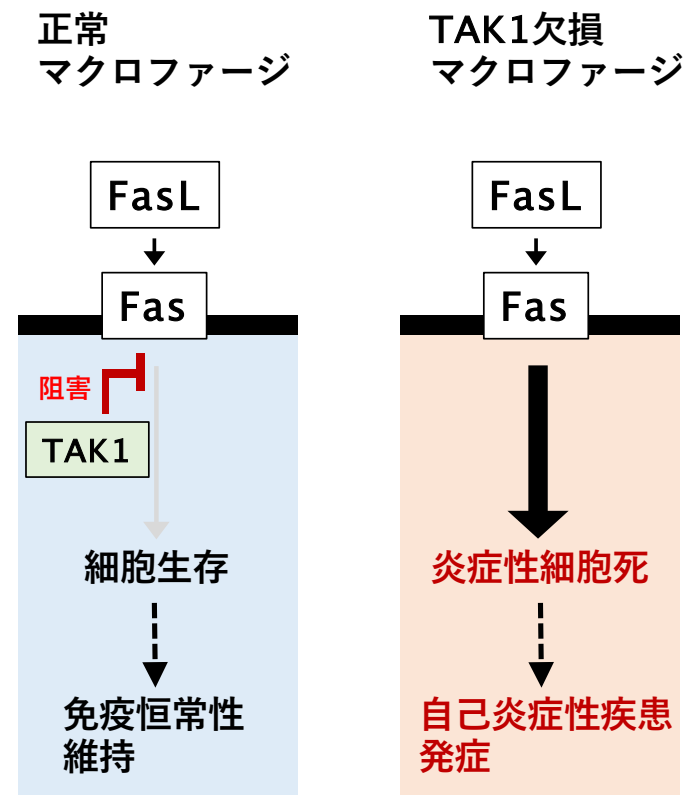 正常
マクロファージ
FasL
Fas
阻害
TAK1
細胞生存
免疫恒常性
維持
TAK1欠損
マクロファージ
FasL
Fas
炎症性細胞死
自己炎症性疾患
発症